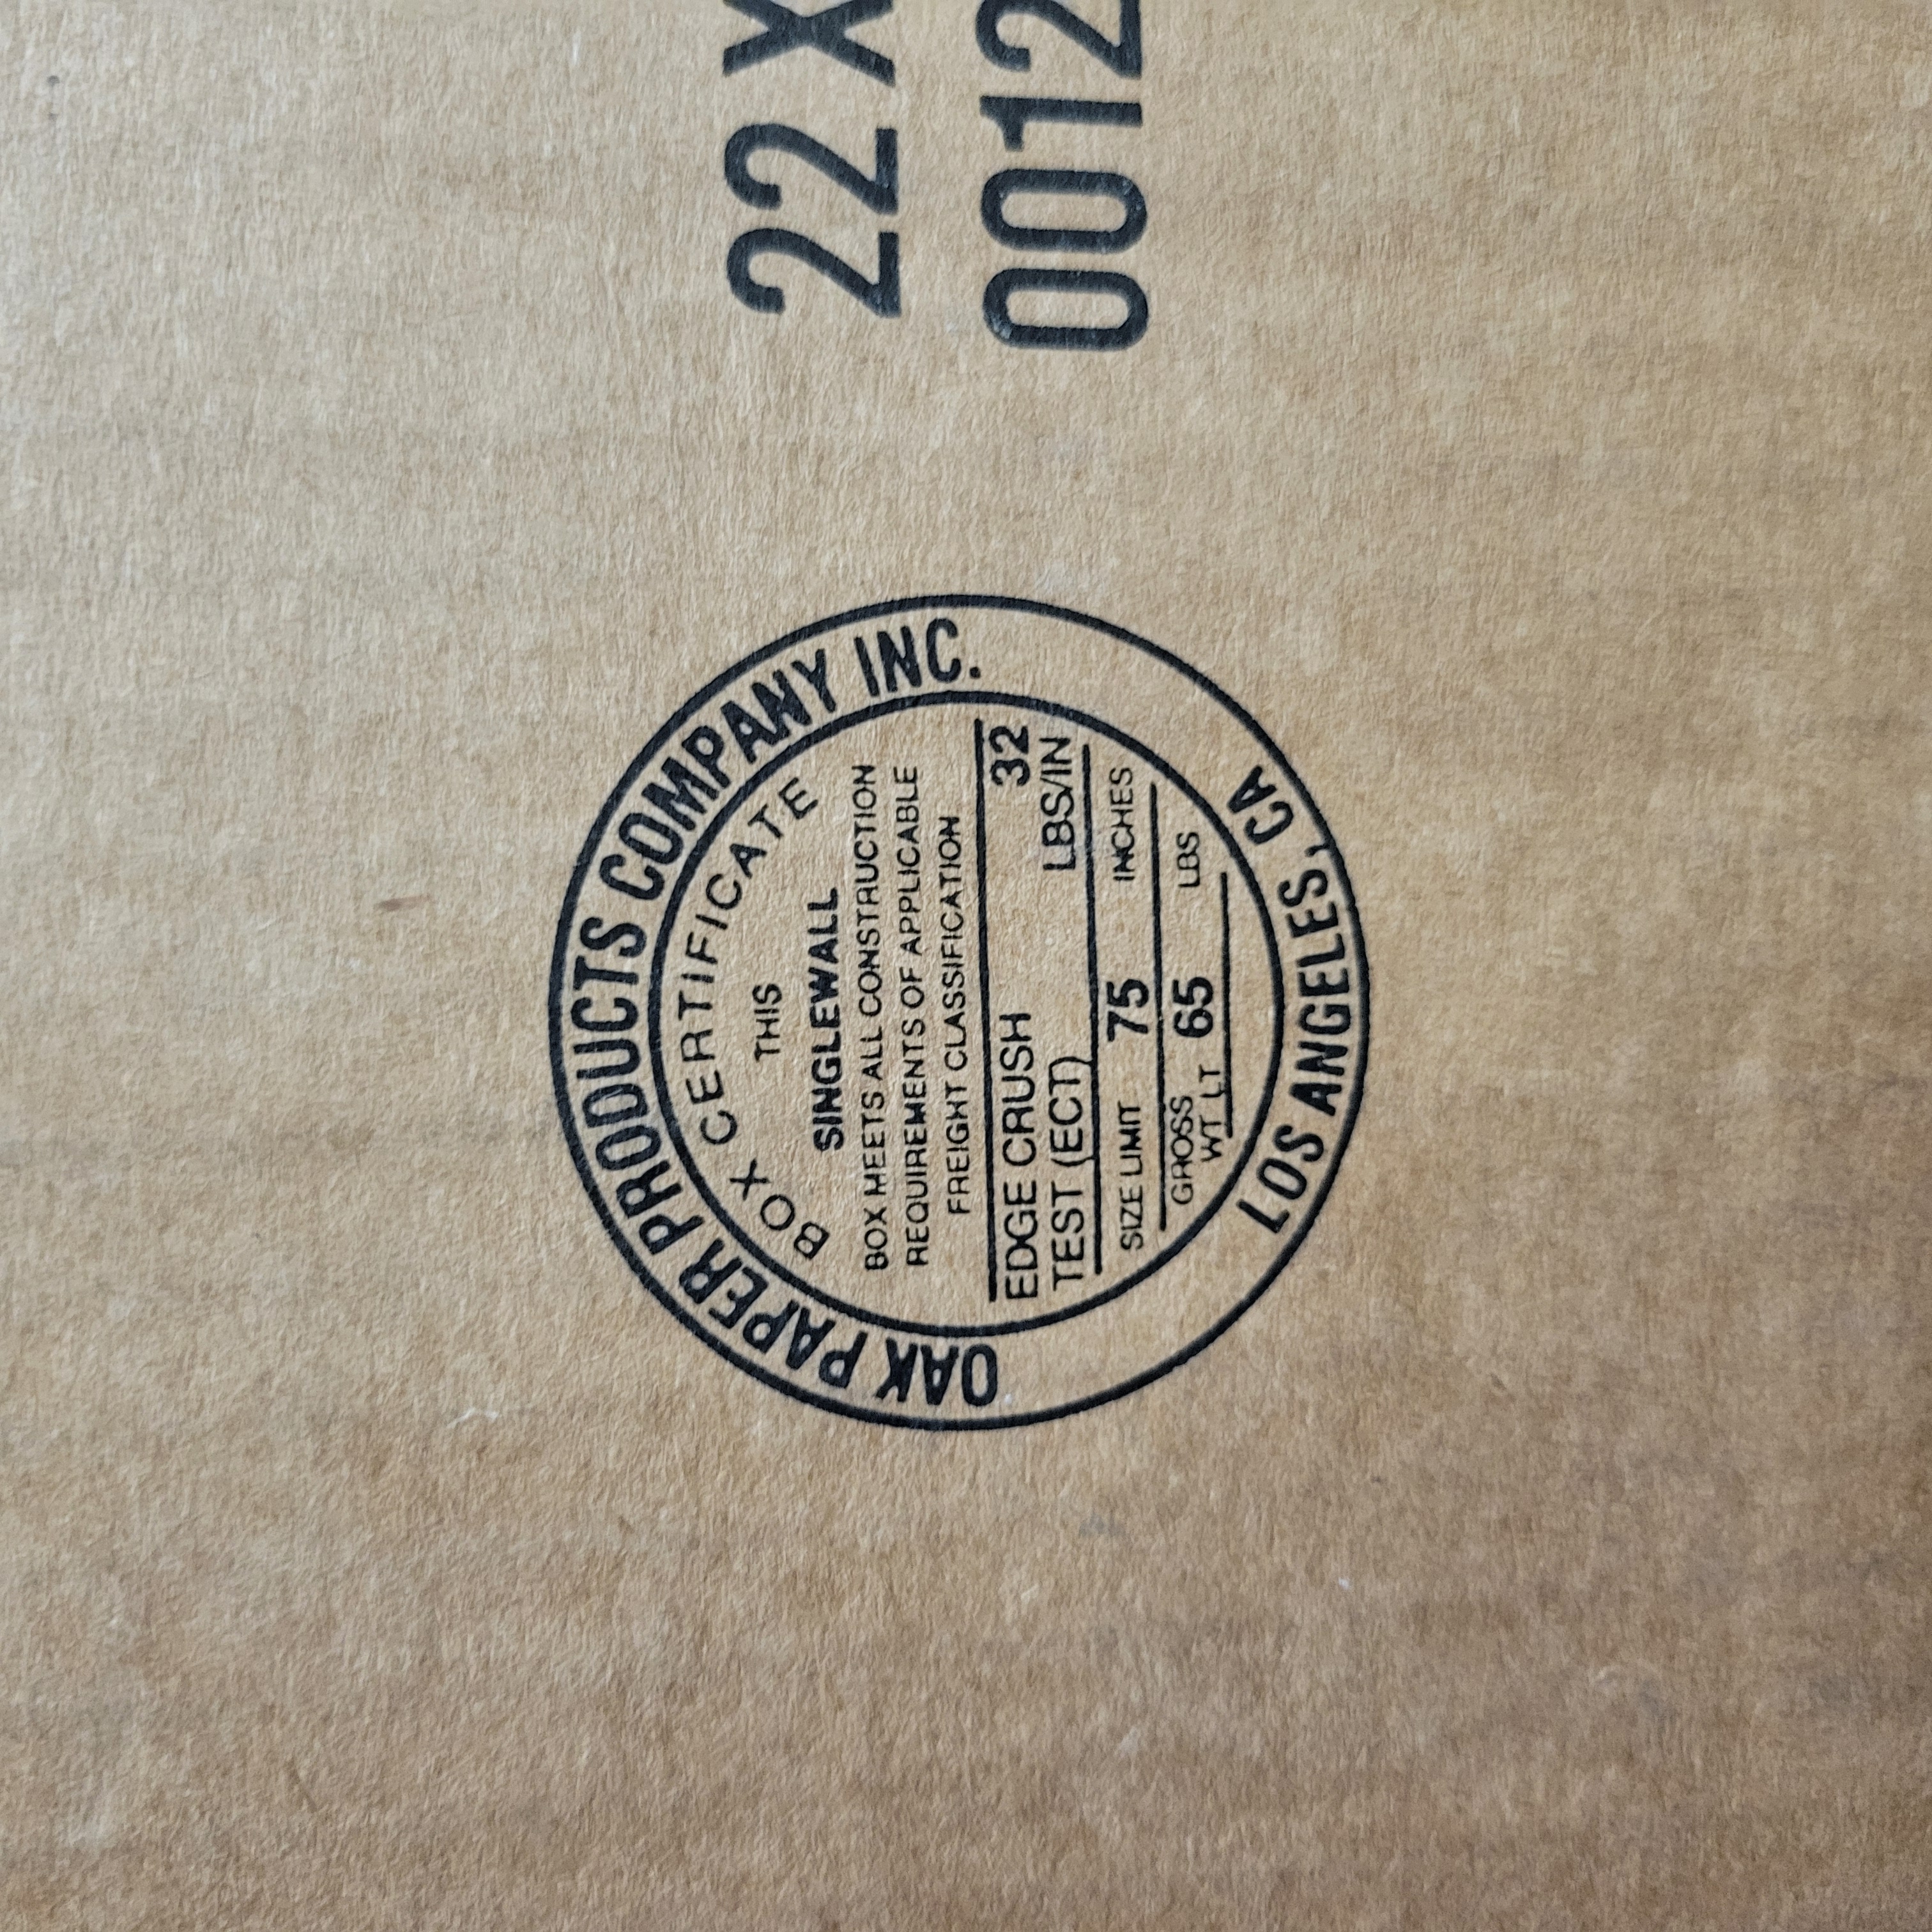 22 X
0012
OAK PAPER PRODUCTS COMPANY INC.
BOX CERTIFICATE
THIS
SINGLEWALL
BOX MEETS ALL CONSTRUCTION
REQUIREMENTS OF APPLICABLE
FREIGHT CLASSIFICATION
EDGE CRUSH 32
TEST (ECT) LBS/IN
SIZE LIMIT 75 INCHES
GROSS 65 LBS
WT LT
LOS ANGELES, CA